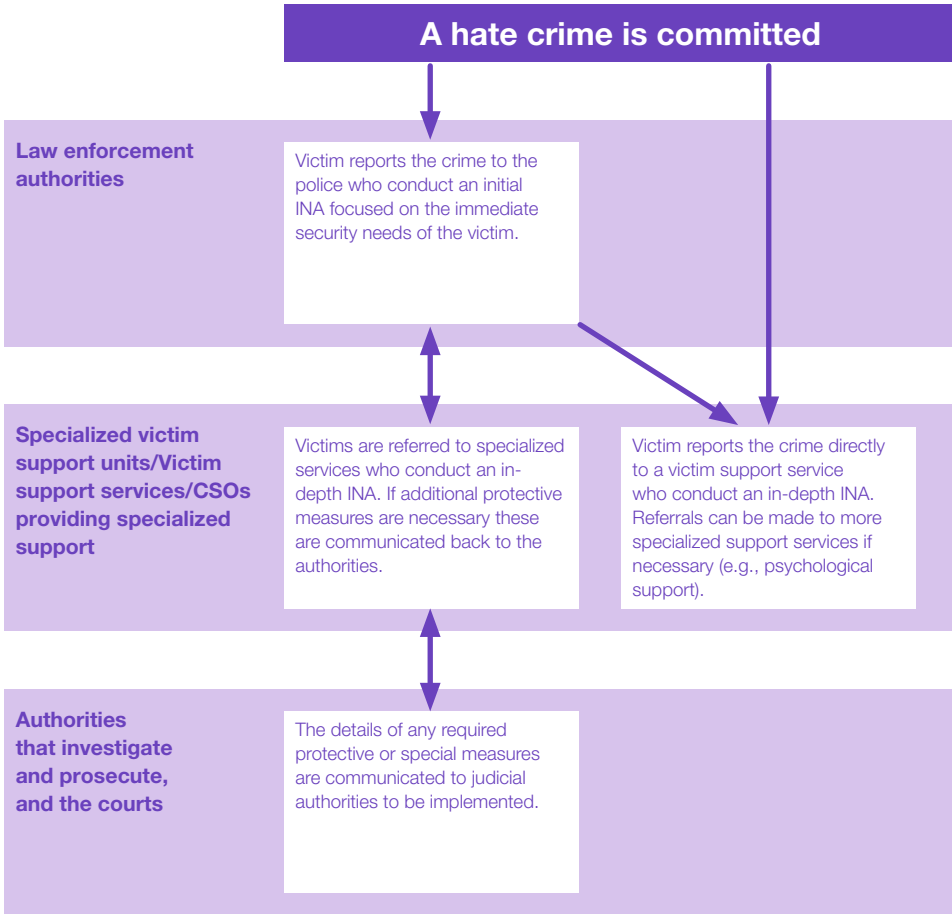 A hate crime is committed
Law enforcement
authorities
Victim reports the crime to the
police who conduct an initial
INA focused on the immediate
security needs of the victim.
Specialized victim
support units/Victim
support services/CSOs
providing specialized
support
Victims are referred to specialized
services who conduct an in-
depth INA. If additional protective
measures are necessary these
are communicated back to the
authorities.
Victim reports the crime directly
to a victim support service
who conduct an in-depth INA.
Referrals can be made to more
specialized support services if
necessary (e.g., psychological
support).
Authorities
that investigate
and prosecute,
and the courts
The details of any required
protective or special measures
are communicated to judicial
authorities to be implemented.